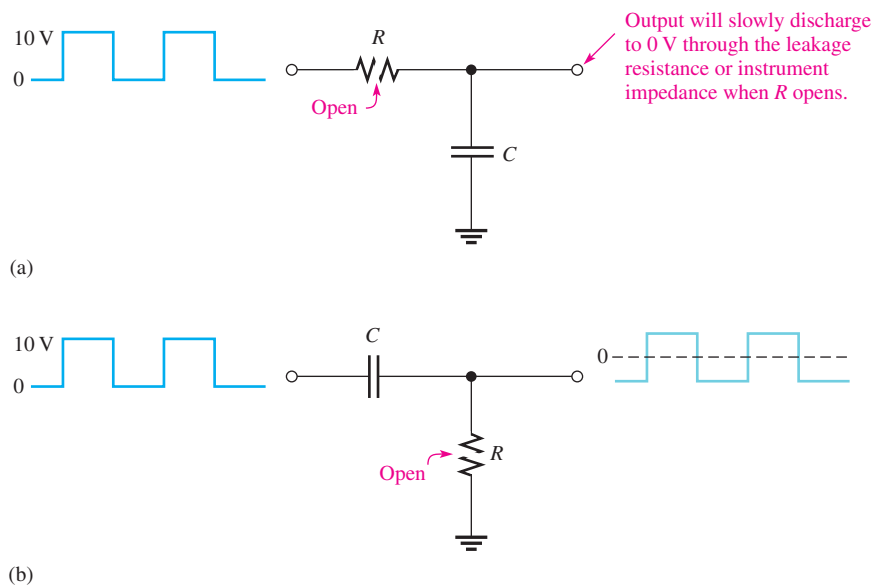 10 V
0
R
Open
C
Output will slowly discharge
to 0 V through the leakage
resistance or instrument
impedance when R opens.
(a)
10 V
0
C
R
Open
0
(b)